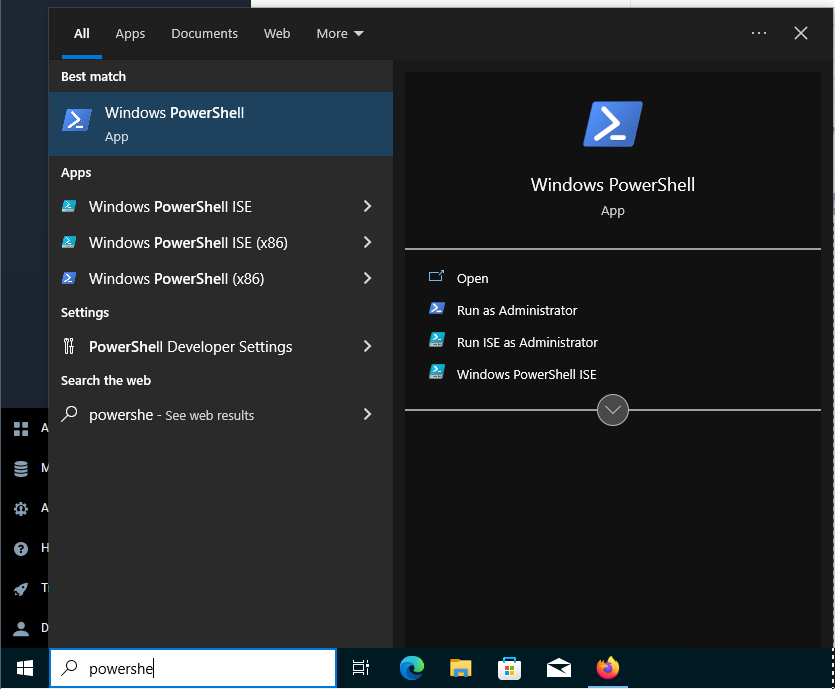 All Apps Documents Web More
Best match
Windows PowerShell
App
Apps
Windows PowerShell ISE
Windows PowerShell ISE (x86)
Windows PowerShell (x86)
Settings
PowerShell Developer Settings
Search the web
powershe - See web results
Windows PowerShell
App
Open
Run as Administrator
Run ISE as Administrator
Windows PowerShell ISE
A
M
A
H
T
D
powershe